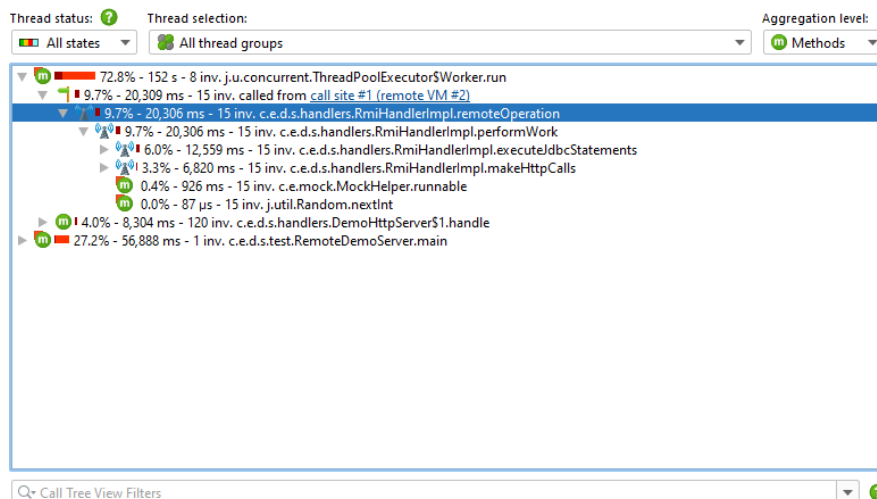 Thread status: ? Thread selection: Aggregation level:
All states All thread groups m Methods
m 72.8% - 152 s - 8 inv. j.u.concurrent.ThreadPoolExecutor$Worker.run
9.7% - 20,309 ms - 15 inv. called from call site #1 (remote VM #2)
9.7% - 20,306 ms - 15 inv. c.e.d.s.handlers.RmiHandlerImpl.remoteOperation
9.7% - 20,306 ms - 15 inv. c.e.d.s.handlers.RmiHandlerImpl.performWork
6.0% - 12,559 ms - 15 inv. c.e.d.s.handlers.RmiHandlerImpl.executeJdbcStatements
3.3% - 6,820 ms - 15 inv. c.e.d.s.handlers.RmiHandlerImpl.makeHttpCalls
m 0.4% - 926 ms - 15 inv. c.e.mock.MockHelper.runnable
m 0.0% - 87 µs - 15 inv. j.util.Random.nextInt
m 4.0% - 8,304 ms - 120 inv. c.e.d.s.handlers.DemoHttpServer$1.handle
m 27.2% - 56,888 ms - 1 inv. c.e.d.s.test.RemoteDemoServer.main
Call Tree View Filters ?